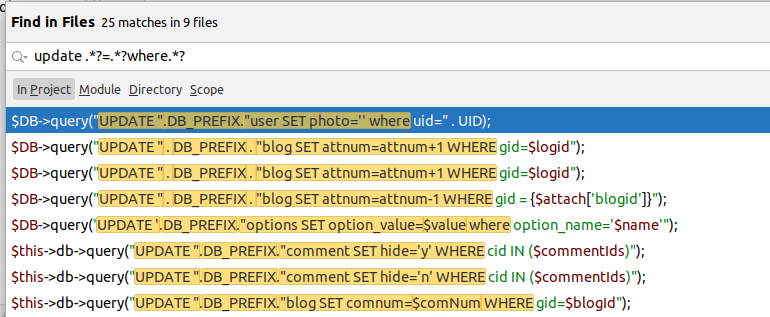 Find in Files 25 matches in 9 files
update .*?=.*?where.*?
In Project Module Directory Scope
$DB->query("UPDATE ".DB_PREFIX."user SET photo='' where uid=" . UID);
$DB->query("UPDATE " . DB_PREFIX . "blog SET attnum=attnum+1 WHERE gid=$logid");
$DB->query("UPDATE " . DB_PREFIX . "blog SET attnum=attnum+1 WHERE gid=$logid");
$DB->query("UPDATE " . DB_PREFIX . "blog SET attnum=attnum-1 WHERE gid = {$attach['blogid']}");
$DB->query("UPDATE '.DB_PREFIX."options SET option_value=$value where option_name='$name'");
$this->db->query("UPDATE ".DB_PREFIX."comment SET hide='y' WHERE cid IN ($commentIds)");
$this->db->query("UPDATE ".DB_PREFIX."comment SET hide='n' WHERE cid IN ($commentIds)");
$this->db->query("UPDATE ".DB_PREFIX."blog SET comnum=$comNum WHERE gid=$blogId");